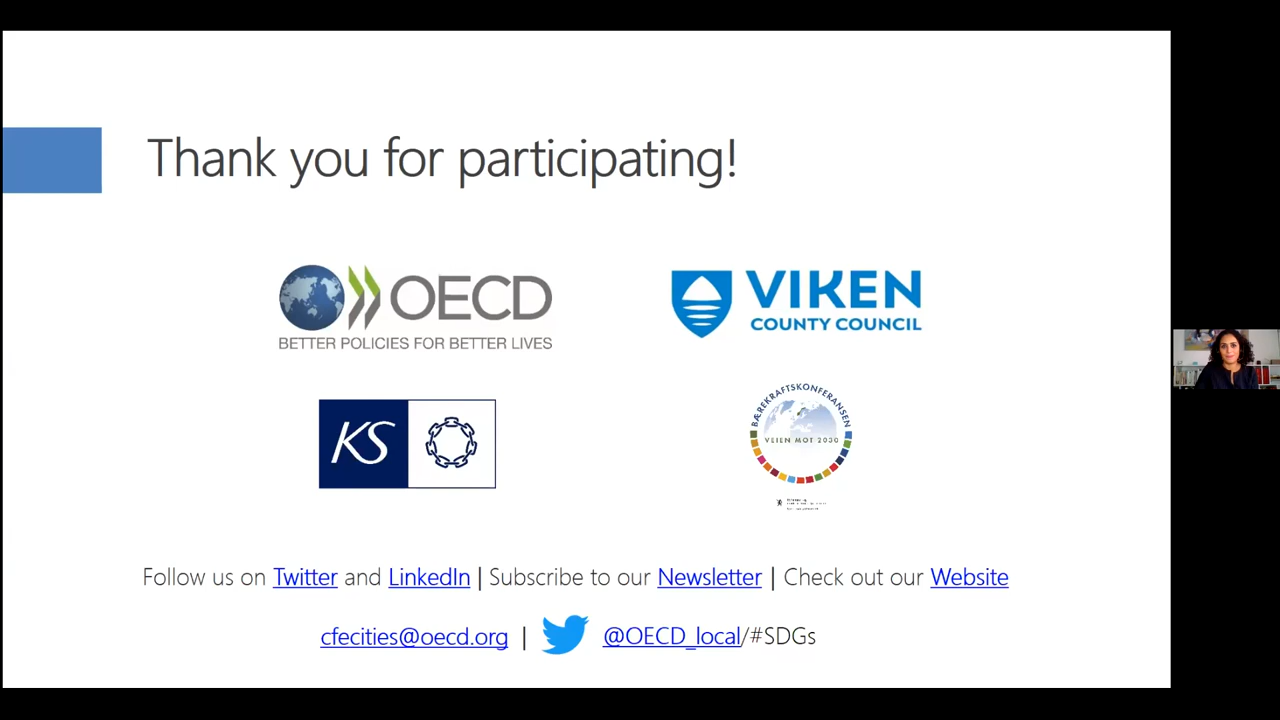 Thank you for participating!
OECD
BETTER POLICIES FOR BETTER LIVES
VIKEN
COUNTY COUNCIL
KS
BÆREKRAFTSKONFERANSEN
VEIEN MOT 2030
Follow us on Twitter and LinkedIn | Subscribe to our Newsletter | Check out our Website
cfecities@oecd.org | @OECD_local/#SDGs